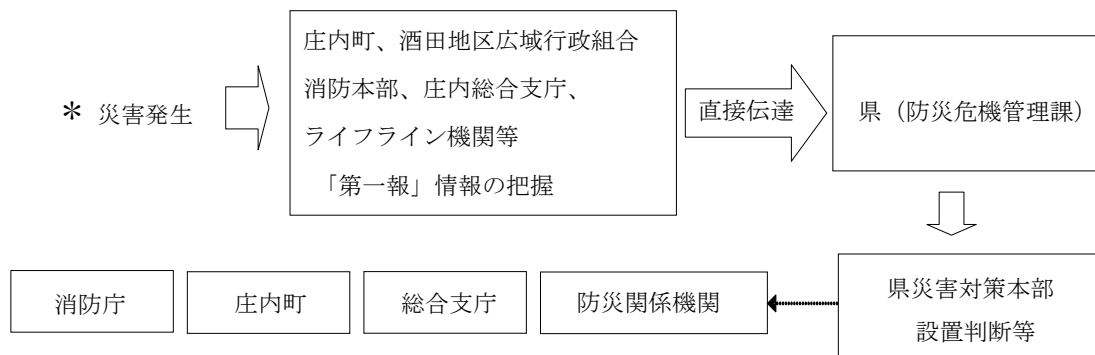 ＊ 災害発生
庄内町、酒田地区広域行政組合
消防本部、庄内総合支庁、
ライフライン機関等
「第一報」情報の把握
直接伝達
県（防災危機管理課）
県災害対策本部
設置判断等
防災関係機関
総合支庁
庄内町
消防庁